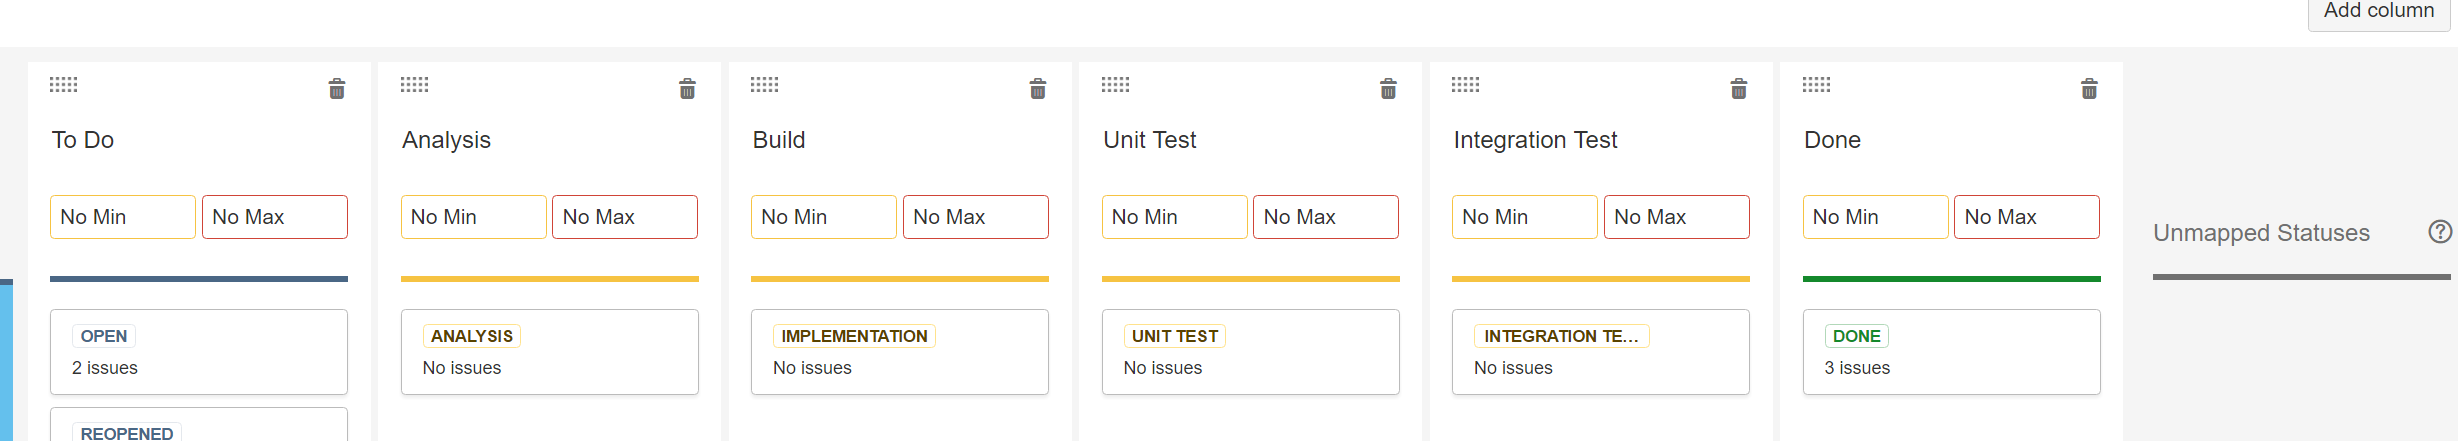 Add column
To Do
Analysis
Build
Unit Test
Integration Test
Done
No Min
No Max
No Min
No Max
No Min
No Max
No Min
No Max
No Min
No Max
No Min
No Max
Unmapped Statuses
?
OPEN
2 issues
ANALYSIS
No issues
IMPLEMENTATION
No issues
UNIT TEST
No issues
INTEGRATION TE...
No issues
DONE
3 issues
REOPENED